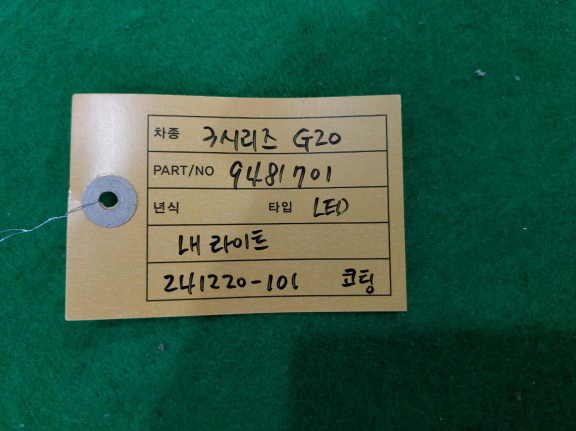 차종 3시리즈 G20
PART/NO 9481701
년식 타입 LED
LH 라이트
241220-101 코팅